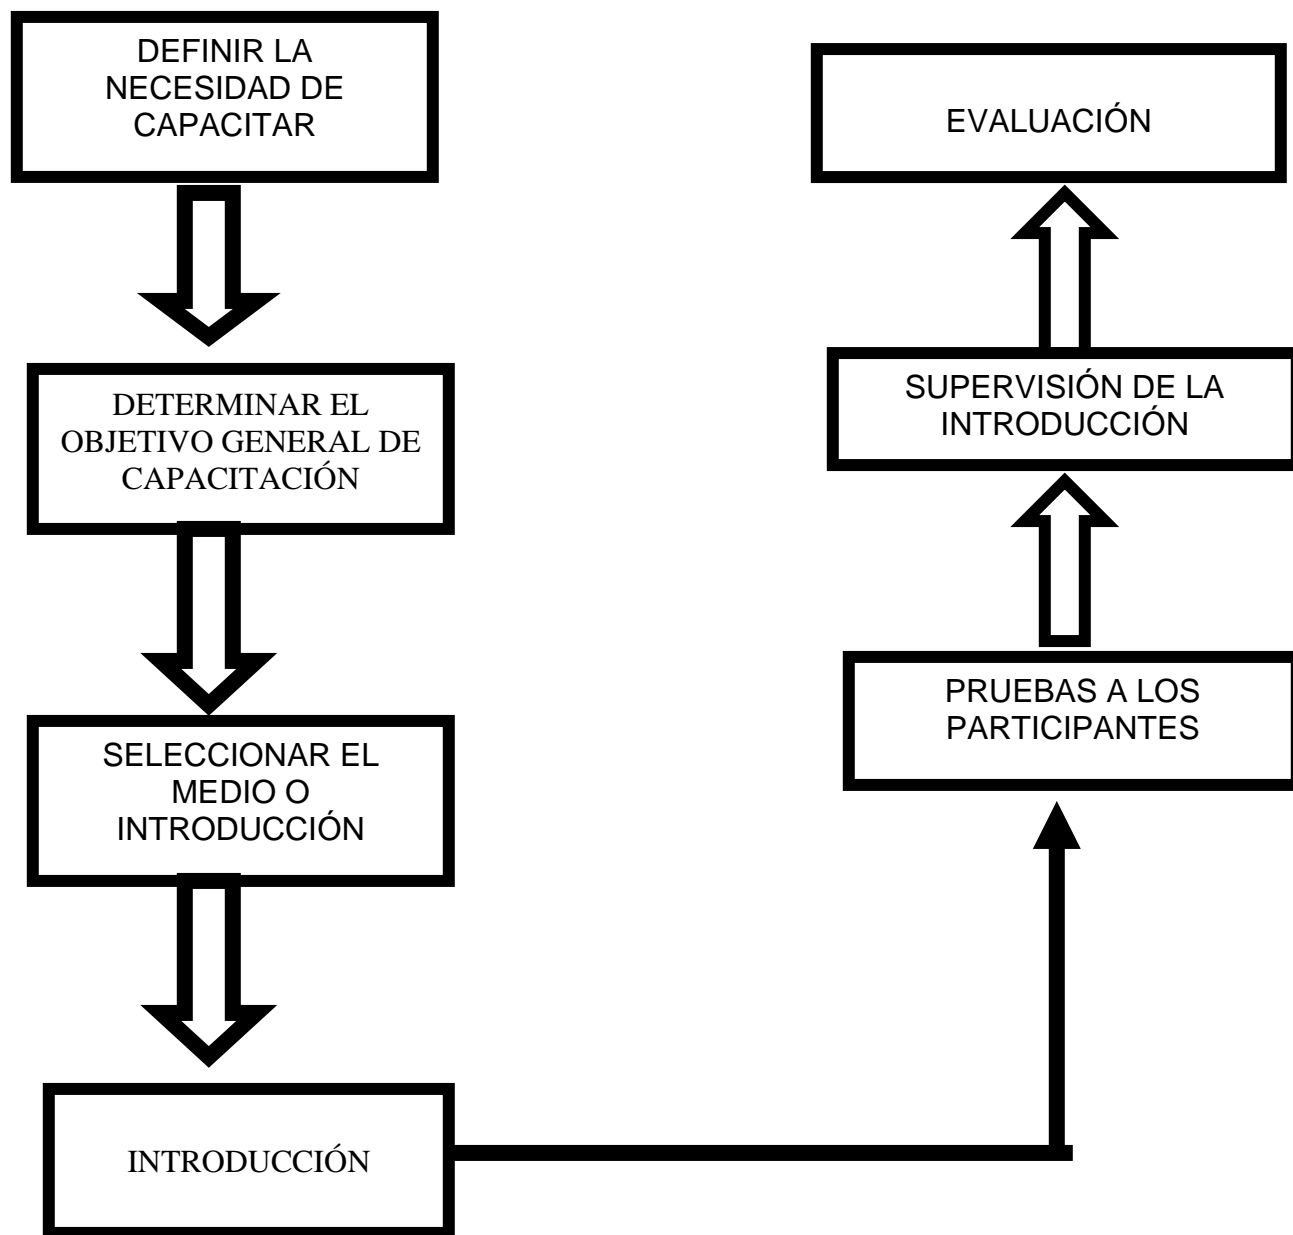 DEFINIR LA
NECESIDAD DE
CAPACITAR
DETERMINAR EL
OBJETIVO GENERAL DE
CAPACITACIÓN
SELECCIONAR EL
MEDIO O
INTRODUCCIÓN
INTRODUCCIÓN
PRUEBAS A LOS
PARTICIPANTES
SUPERVISIÓN DE LA
INTRODUCCIÓN
EVALUACIÓN